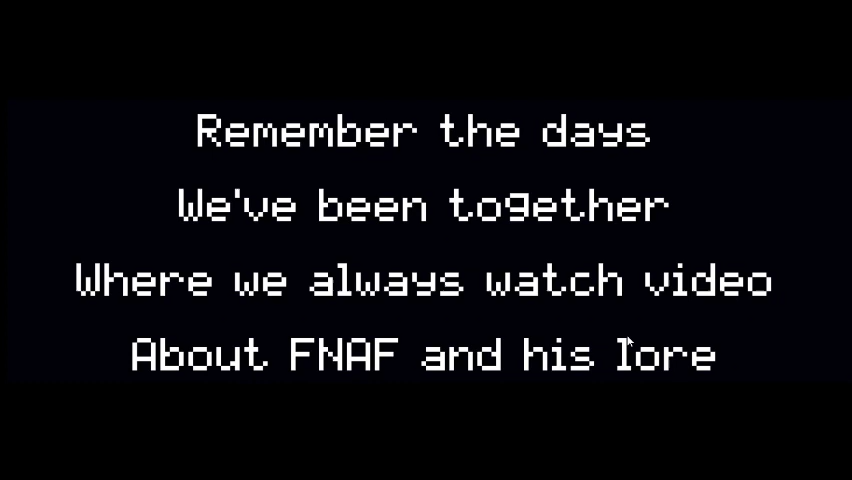 Remember the days
We've been together
Where we always watch video
About FNAF and his lore